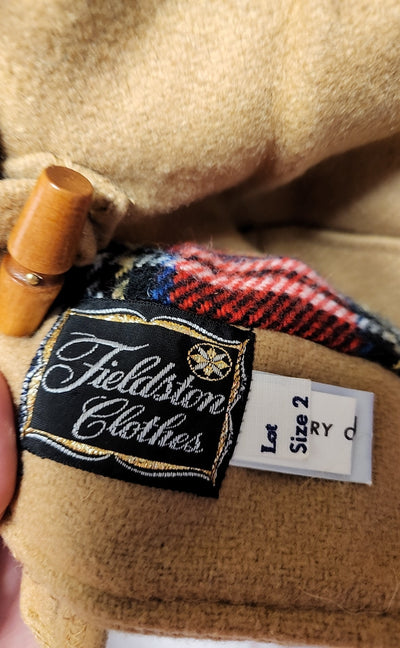 Fieldston
Clothes
Lot
Size 2
RY